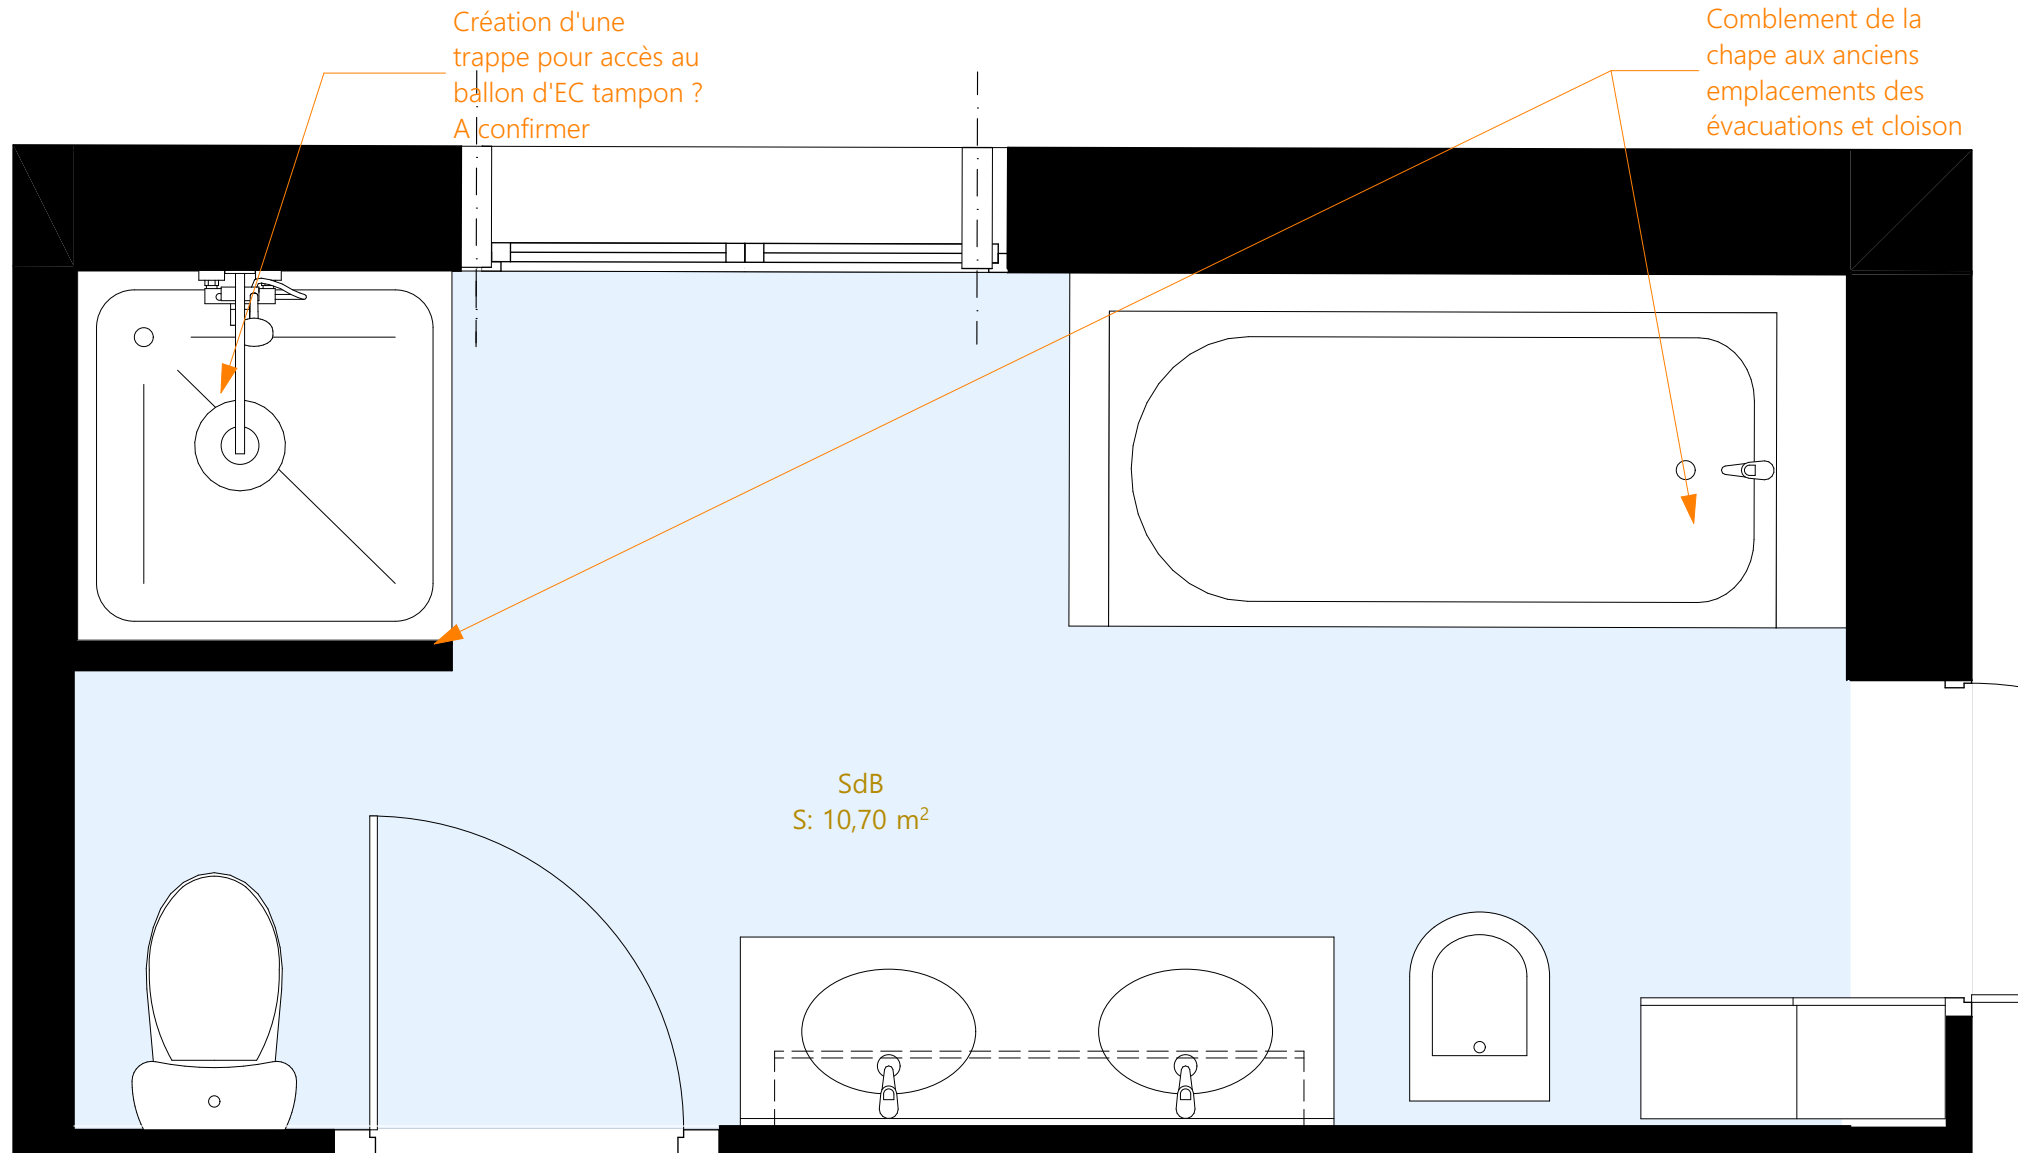 Création d'une
trappe pour accès au
ballon d'EC tampon ?
A confirmer
Comblement de la
chape aux anciens
emplacements des
évacuations et cloison
SdB
S: 10,70 m²